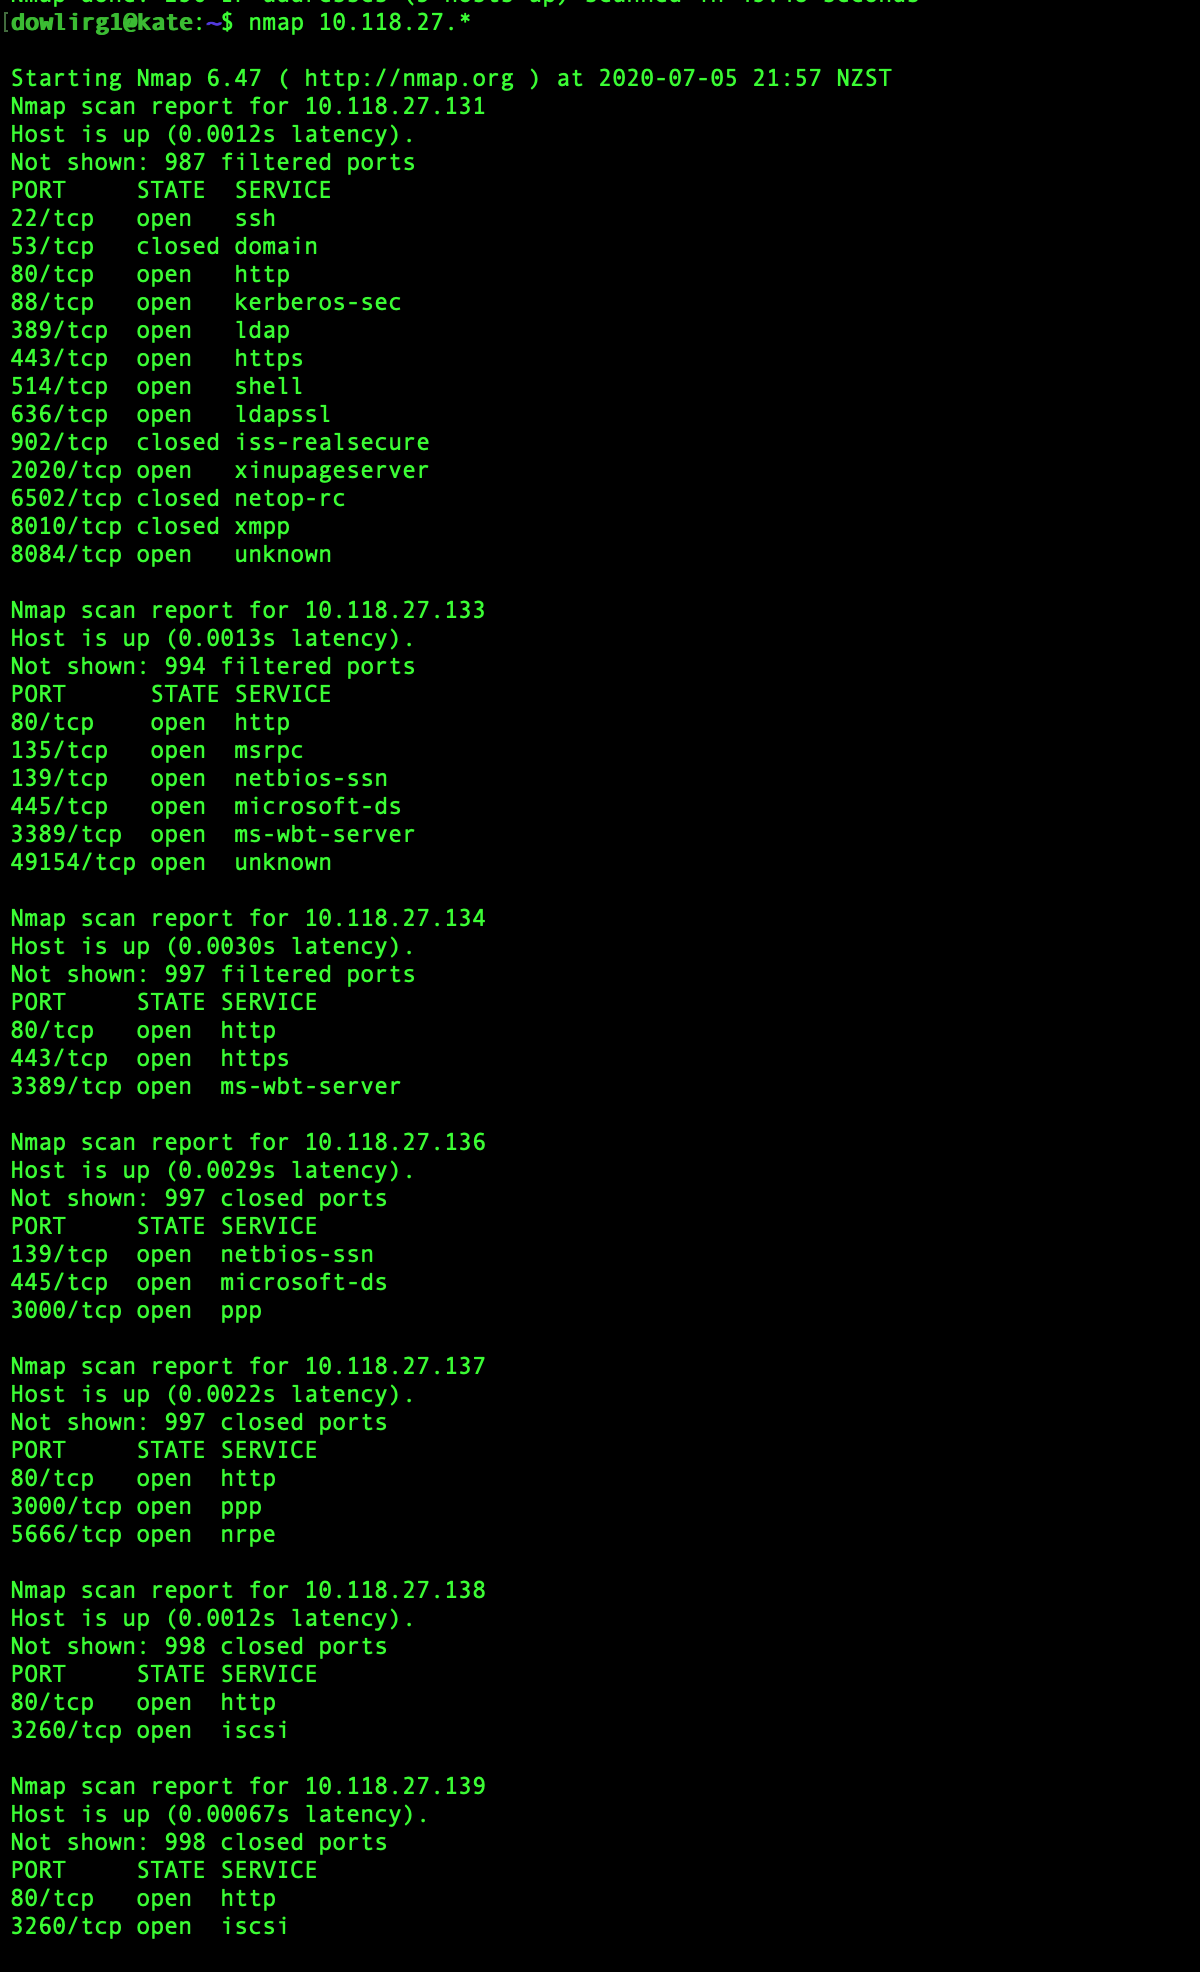 [dowlirg1@kate:~$ nmap 10.118.27.*
Starting Nmap 6.47 ( http://nmap.org ) at 2020-07-05 21:57 NZST
Nmap scan report for 10.118.27.131
Host is up (0.0012s latency).
Not shown: 987 filtered ports
PORT     STATE  SERVICE
22/tcp   open   ssh
53/tcp   closed domain
80/tcp   open   http
88/tcp   open   kerberos-sec
389/tcp  open   ldap
443/tcp  open   https
514/tcp  open   shell
636/tcp  open   ldapssl
902/tcp  closed iss-realsecure
2020/tcp open   xinupageserver
6502/tcp closed netop-rc
8010/tcp closed xmpp
8084/tcp open   unknown
Nmap scan report for 10.118.27.133
Host is up (0.0013s latency).
Not shown: 994 filtered ports
PORT      STATE SERVICE
80/tcp    open  http
135/tcp   open  msrpc
139/tcp   open  netbios-ssn
445/tcp   open  microsoft-ds
3389/tcp  open  ms-wbt-server
49154/tcp open  unknown
Nmap scan report for 10.118.27.134
Host is up (0.0030s latency).
Not shown: 997 filtered ports
PORT     STATE SERVICE
80/tcp   open  http
443/tcp  open  https
3389/tcp open  ms-wbt-server
Nmap scan report for 10.118.27.136
Host is up (0.0029s latency).
Not shown: 997 closed ports
PORT     STATE SERVICE
139/tcp  open  netbios-ssn
445/tcp  open  microsoft-ds
3000/tcp open  ppp
Nmap scan report for 10.118.27.137
Host is up (0.0022s latency).
Not shown: 997 closed ports
PORT     STATE SERVICE
80/tcp   open  http
3000/tcp open  ppp
5666/tcp open  nrpe
Nmap scan report for 10.118.27.138
Host is up (0.0012s latency).
Not shown: 998 closed ports
PORT     STATE SERVICE
80/tcp   open  http
3260/tcp open  iscsi
Nmap scan report for 10.118.27.139
Host is up (0.00067s latency).
Not shown: 998 closed ports
PORT     STATE SERVICE
80/tcp   open  http
3260/tcp open  iscsi